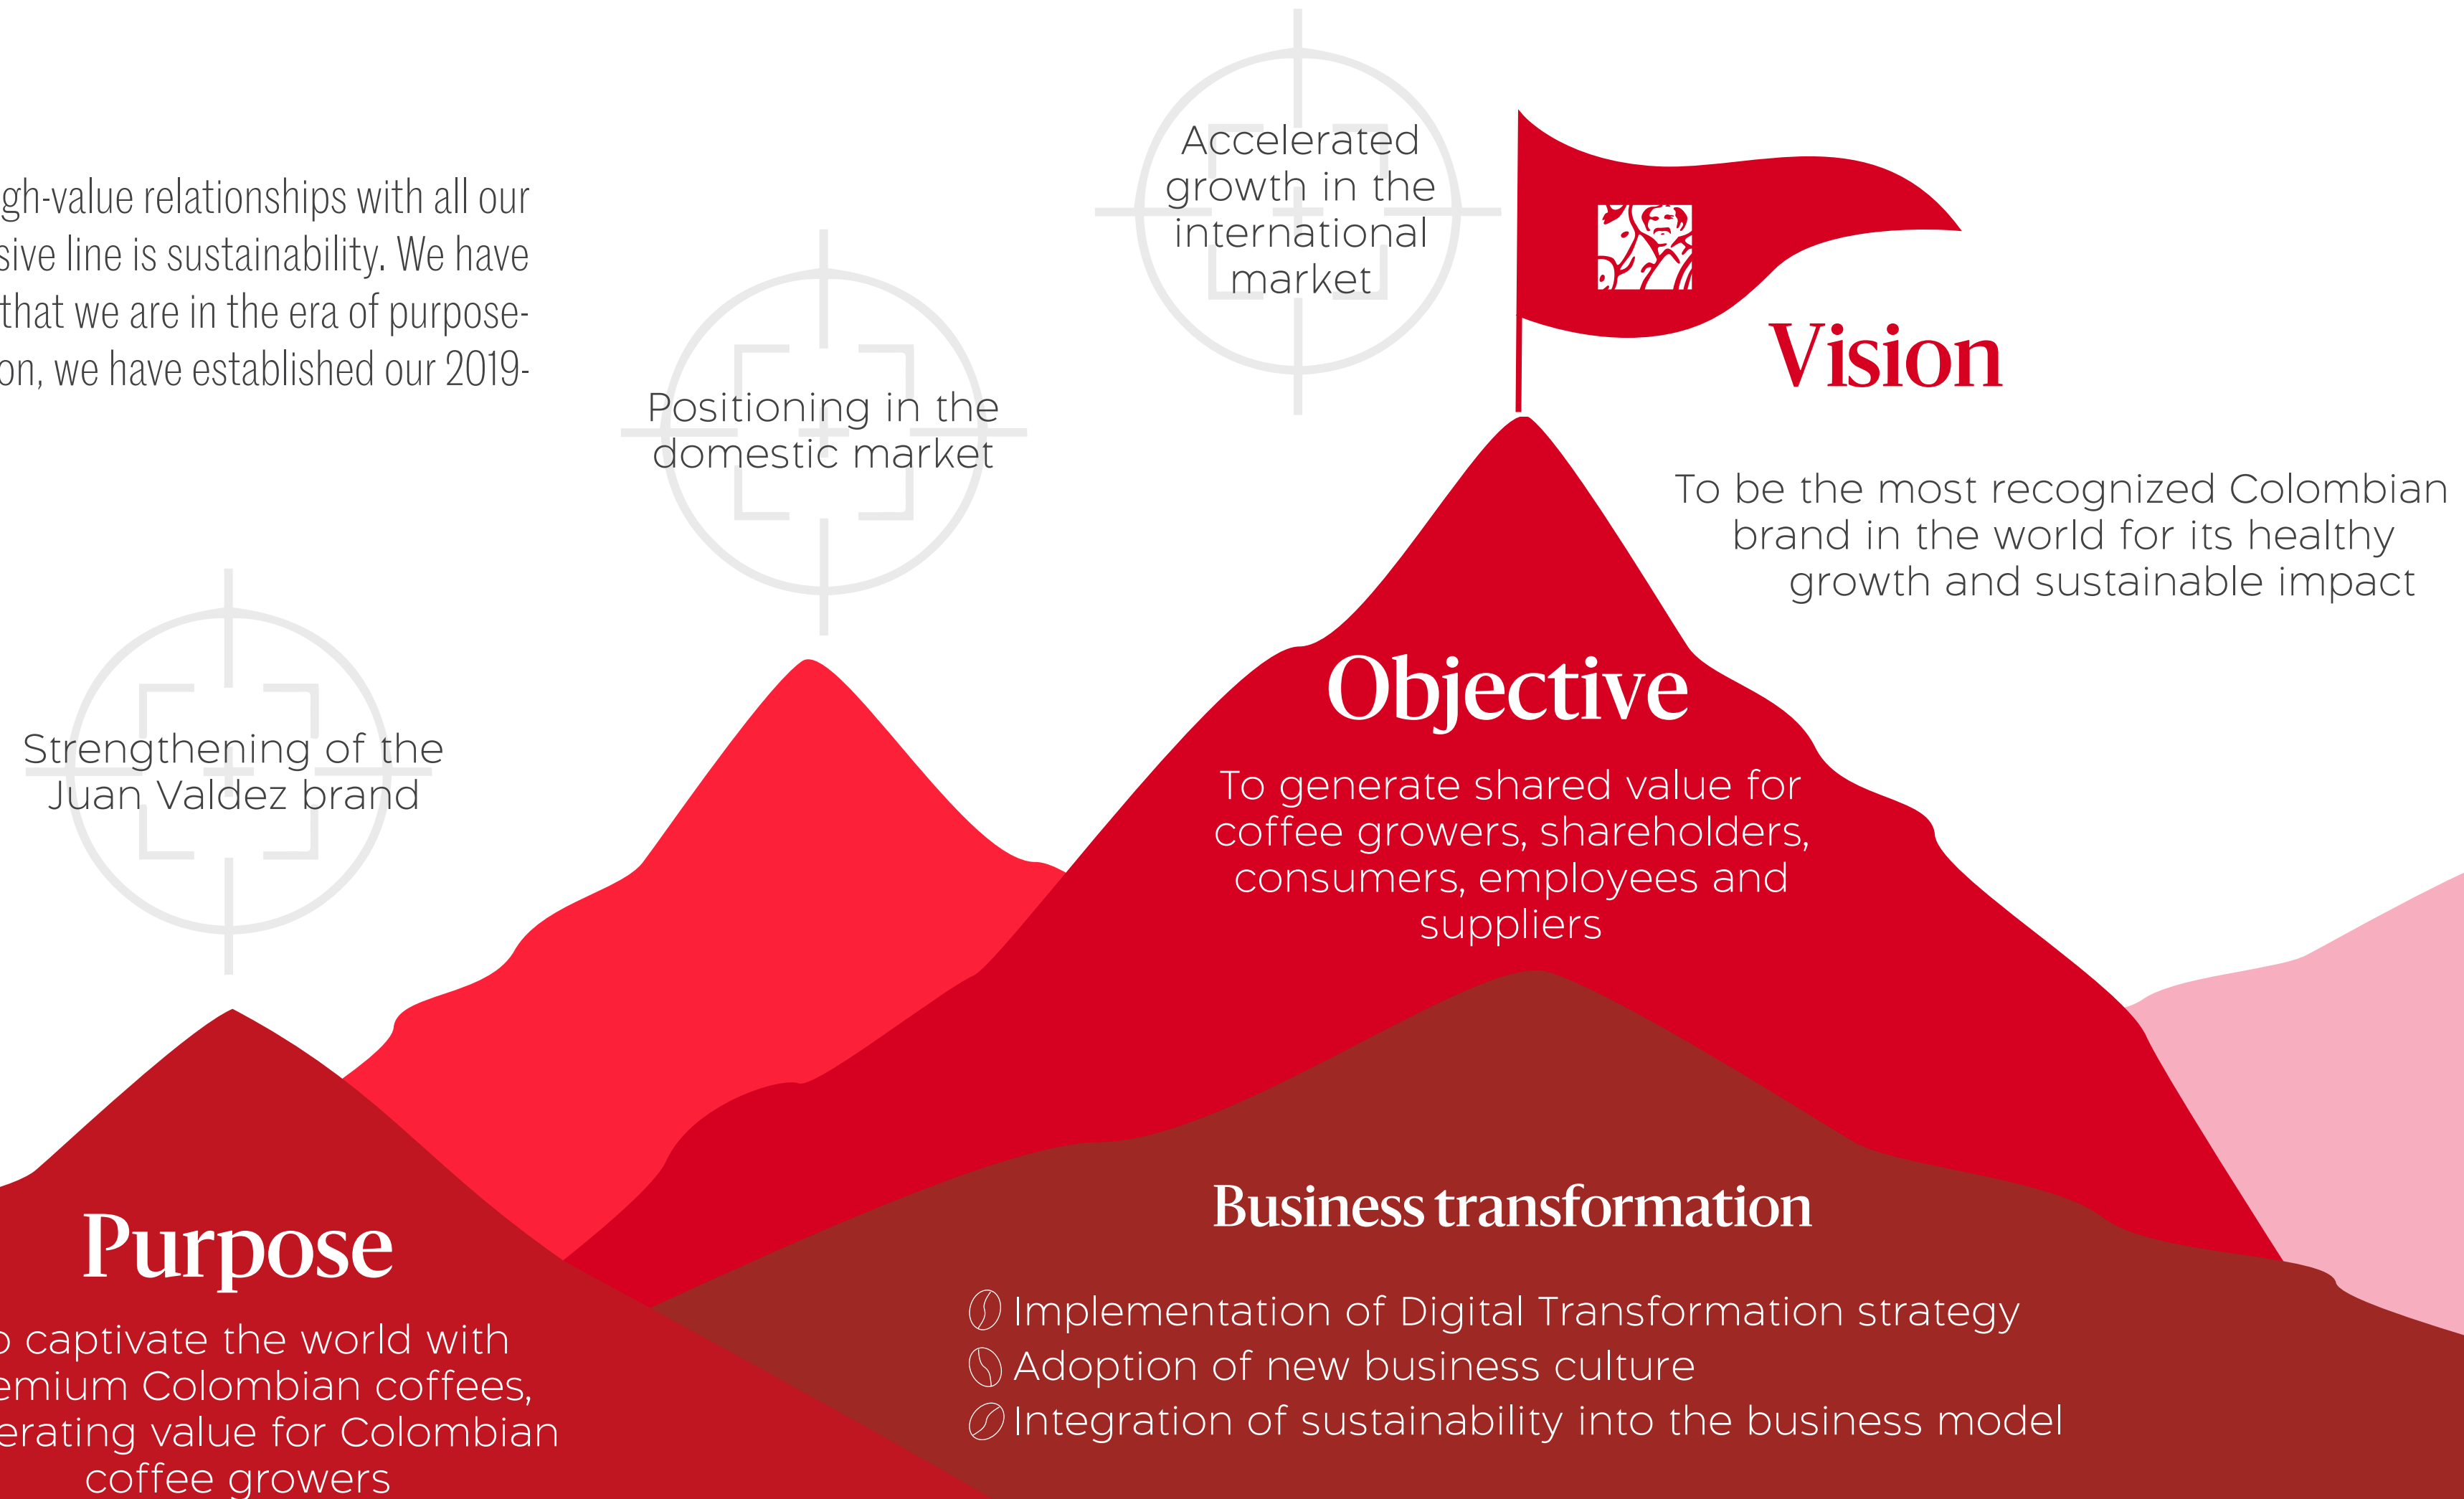 gh-value relationships with all our
sive line is sustainability. We have
that we are in the era of purpose-
on, we have established our 2019-
Accelerated
growth in the
international
market
Positioning in the
domestic market
Strengthening of the
Juan Valdez brand
Vision
To be the most recognized Colombian
brand in the world for its healthy
growth and sustainable impact
Objective
To generate shared value for
coffee growers, shareholders,
consumers, employees and
suppliers
Purpose
o captivate the world with
emium Colombian coffees,
erating value for Colombian
coffee growers
Business transformation
Implementation of Digital Transformation strategy
Adoption of new business culture
Integration of sustainability into the business model